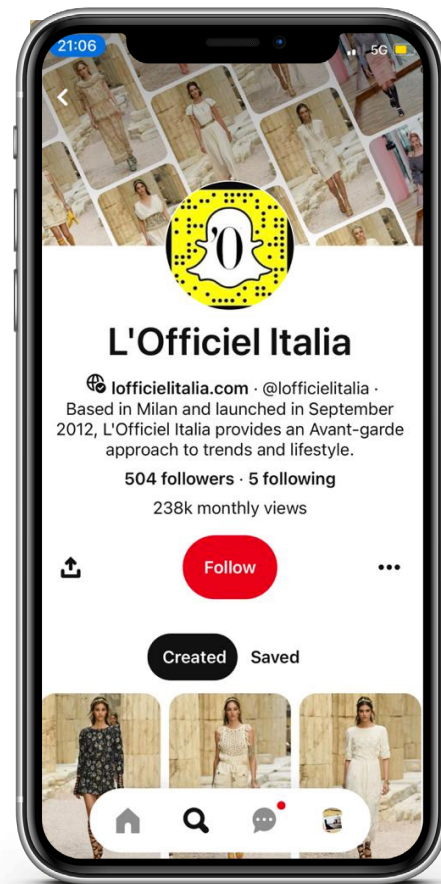 21:06
5G
'O
L'Officiel Italia
lofficielitalia.com · @lofficielitalia ·
Based in Milan and launched in September
2012, L'Officiel Italia provides an Avant-garde
approach to trends and lifestyle.
504 followers · 5 following
238k monthly views
Follow
Created Saved